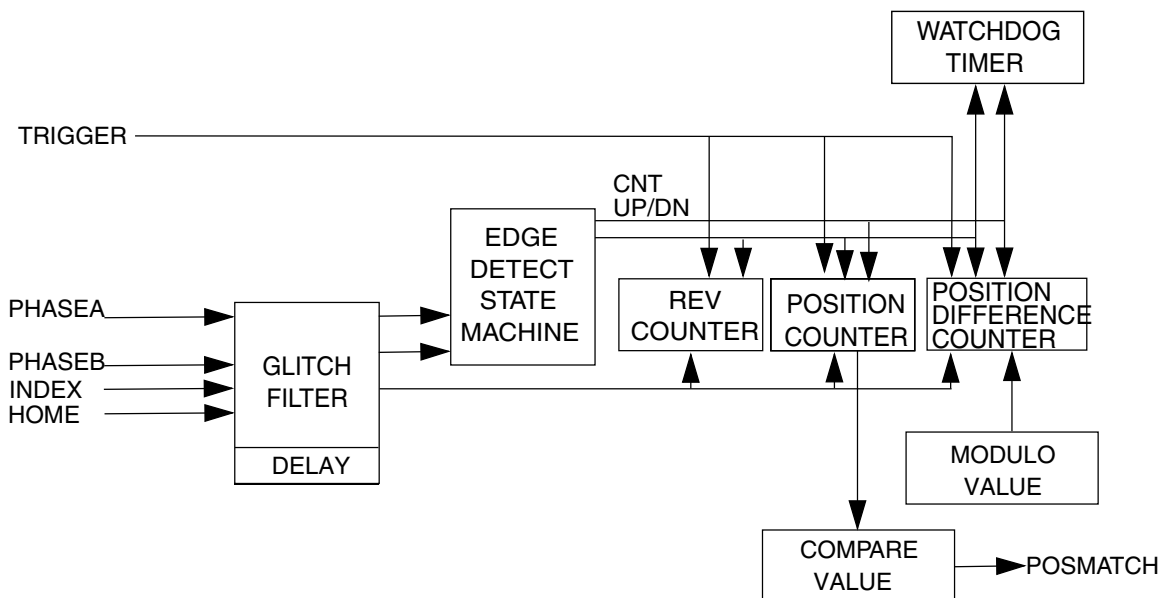 WATCHDOG
TIMER
TRIGGER
CNT
UP/DN
EDGE
DETECT
STATE
MACHINE
REV
COUNTER
POSITION
COUNTER
POSITION
DIFFERENCE
COUNTER
PHASEA
PHASEB
INDEX
HOME
GLITCH
FILTER
DELAY
MODULO
VALUE
COMPARE
VALUE
POSMATCH